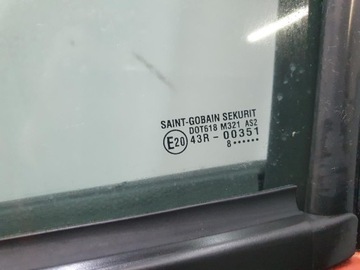 SAINT-GOBAIN SEKURIT
DOT618 M321 AS2
E20 43R - 00351
8••••••